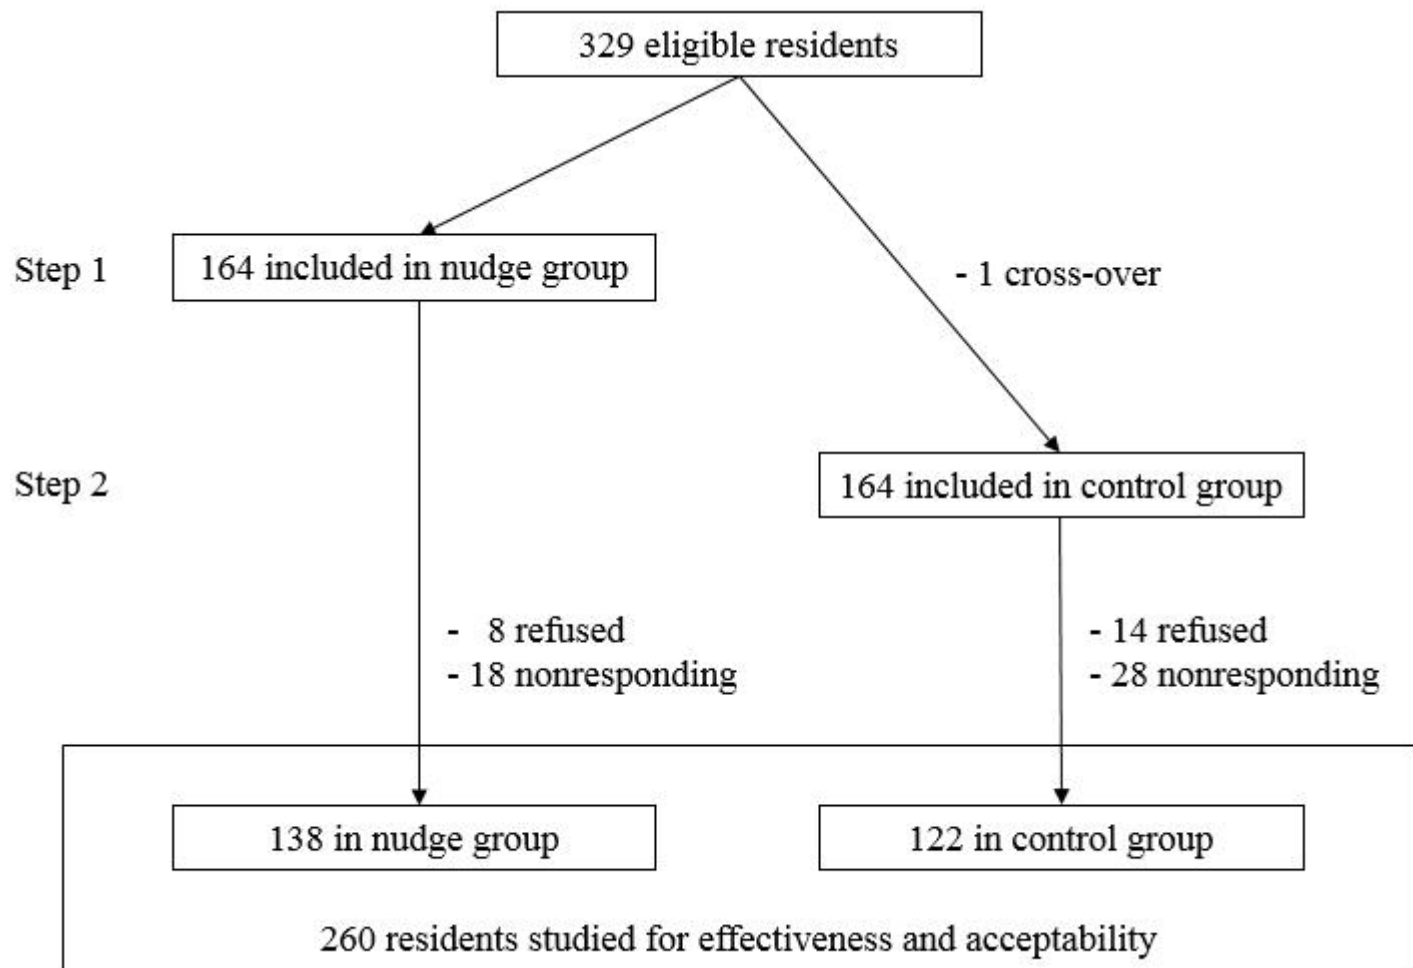 329 eligible residents
Step 1
164 included in nudge group
- 1 cross-over
Step 2
164 included in control group
- 8 refused
- 18 nonresponding
- 14 refused
- 28 nonresponding
138 in nudge group
122 in control group
260 residents studied for effectiveness and acceptability